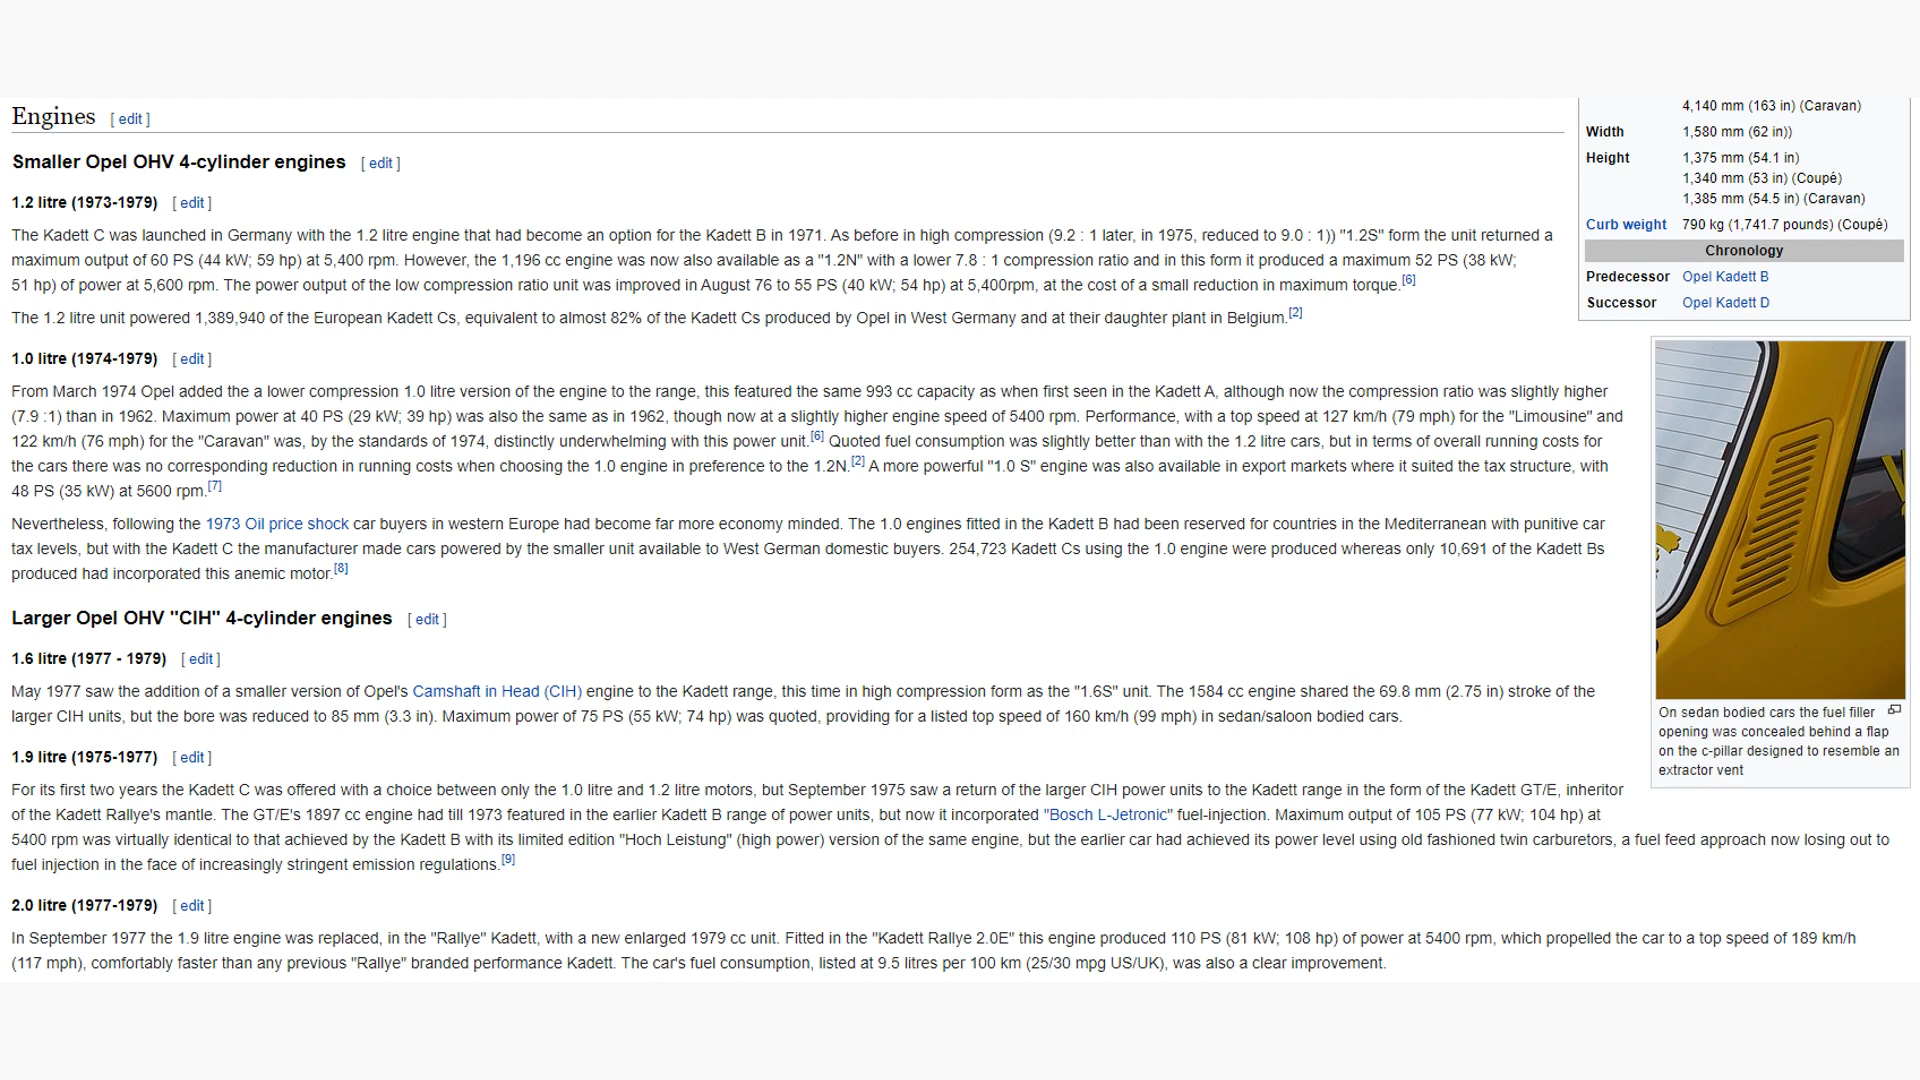 Engines [ edit ]
Smaller Opel OHV 4-cylinder engines [ edit ]
1.2 litre (1973-1979) [ edit ]
The Kadett C was launched in Germany with the 1.2 litre engine that had become an option for the Kadett B in 1971. As before in high compression (9.2 : 1 later, in 1975, reduced to 9.0 : 1)) "1.2S" form the unit returned a
maximum output of 60 PS (44 kW; 59 hp) at 5,400 rpm. However, the 1,196 cc engine was now also available as a "1.2N" with a lower 7.8 : 1 compression ratio and in this form it produced a maximum 52 PS (38 kW;
51 hp) of power at 5,600 rpm. The power output of the low compression ratio unit was improved in August 76 to 55 PS (40 kW; 54 hp) at 5,400rpm, at the cost of a small reduction in maximum torque.[6]
The 1.2 litre unit powered 1,389,940 of the European Kadett Cs, equivalent to almost 82% of the Kadett Cs produced by Opel in West Germany and at their daughter plant in Belgium.[2]
1.0 litre (1974-1979) [ edit ]
From March 1974 Opel added the a lower compression 1.0 litre version of the engine to the range, this featured the same 993 cc capacity as when first seen in the Kadett A, although now the compression ratio was slightly higher
(7.9 :1) than in 1962. Maximum power at 40 PS (29 kW; 39 hp) was also the same as in 1962, though now at a slightly higher engine speed of 5400 rpm. Performance, with a top speed at 127 km/h (79 mph) for the "Limousine" and
122 km/h (76 mph) for the "Caravan" was, by the standards of 1974, distinctly underwhelming with this power unit.[6] Quoted fuel consumption was slightly better than with the 1.2 litre cars, but in terms of overall running costs for
the cars there was no corresponding reduction in running costs when choosing the 1.0 engine in preference to the 1.2N.[2] A more powerful "1.0 S" engine was also available in export markets where it suited the tax structure, with
48 PS (35 kW) at 5600 rpm.[7]
Nevertheless, following the 1973 Oil price shock car buyers in western Europe had become far more economy minded. The 1.0 engines fitted in the Kadett B had been reserved for countries in the Mediterranean with punitive car
tax levels, but with the Kadett C the manufacturer made cars powered by the smaller unit available to West German domestic buyers. 254,723 Kadett Cs using the 1.0 engine were produced whereas only 10,691 of the Kadett Bs
produced had incorporated this anemic motor.[8]
Larger Opel OHV "CIH" 4-cylinder engines [ edit ]
1.6 litre (1977 - 1979) [ edit ]
May 1977 saw the addition of a smaller version of Opel's Camshaft in Head (CIH) engine to the Kadett range, this time in high compression form as the "1.6S" unit. The 1584 cc engine shared the 69.8 mm (2.75 in) stroke of the
larger CIH units, but the bore was reduced to 85 mm (3.3 in). Maximum power of 75 PS (55 kW; 74 hp) was quoted, providing for a listed top speed of 160 km/h (99 mph) in sedan/saloon bodied cars.
1.9 litre (1975-1977) [ edit ]
For its first two years the Kadett C was offered with a choice between only the 1.0 litre and 1.2 litre motors, but September 1975 saw a return of the larger CIH power units to the Kadett range in the form of the Kadett GT/E, inheritor
of the Kadett Rallye's mantle. The GT/E's 1897 cc engine had till 1973 featured in the earlier Kadett B range of power units, but now it incorporated "Bosch L-Jetronic" fuel-injection. Maximum output of 105 PS (77 kW; 104 hp) at
5400 rpm was virtually identical to that achieved by the Kadett B with its limited edition "Hoch Leistung" (high power) version of the same engine, but the earlier car had achieved its power level using old fashioned twin carburetors, a fuel feed approach now losing out to
fuel injection in the face of increasingly stringent emission regulations.[9]
2.0 litre (1977-1979) [ edit ]
In September 1977 the 1.9 litre engine was replaced, in the "Rallye" Kadett, with a new enlarged 1979 cc unit. Fitted in the "Kadett Rallye 2.0E" this engine produced 110 PS (81 kW; 108 hp) of power at 5400 rpm, which propelled the car to a top speed of 189 km/h
(117 mph), comfortably faster than any previous "Rallye" branded performance Kadett. The car's fuel consumption, listed at 9.5 litres per 100 km (25/30 mpg US/UK), was also a clear improvement.
4,140 mm (163 in) (Caravan)
Width 1,580 mm (62 in))
Height 1,375 mm (54.1 in)
1,340 mm (53 in) (Coupé)
1,385 mm (54.5 in) (Caravan)
Curb weight 790 kg (1,741.7 pounds) (Coupé)
Chronology
Predecessor Opel Kadett B
Successor Opel Kadett D
On sedan bodied cars the fuel filler
opening was concealed behind a flap
on the c-pillar designed to resemble an
extractor vent